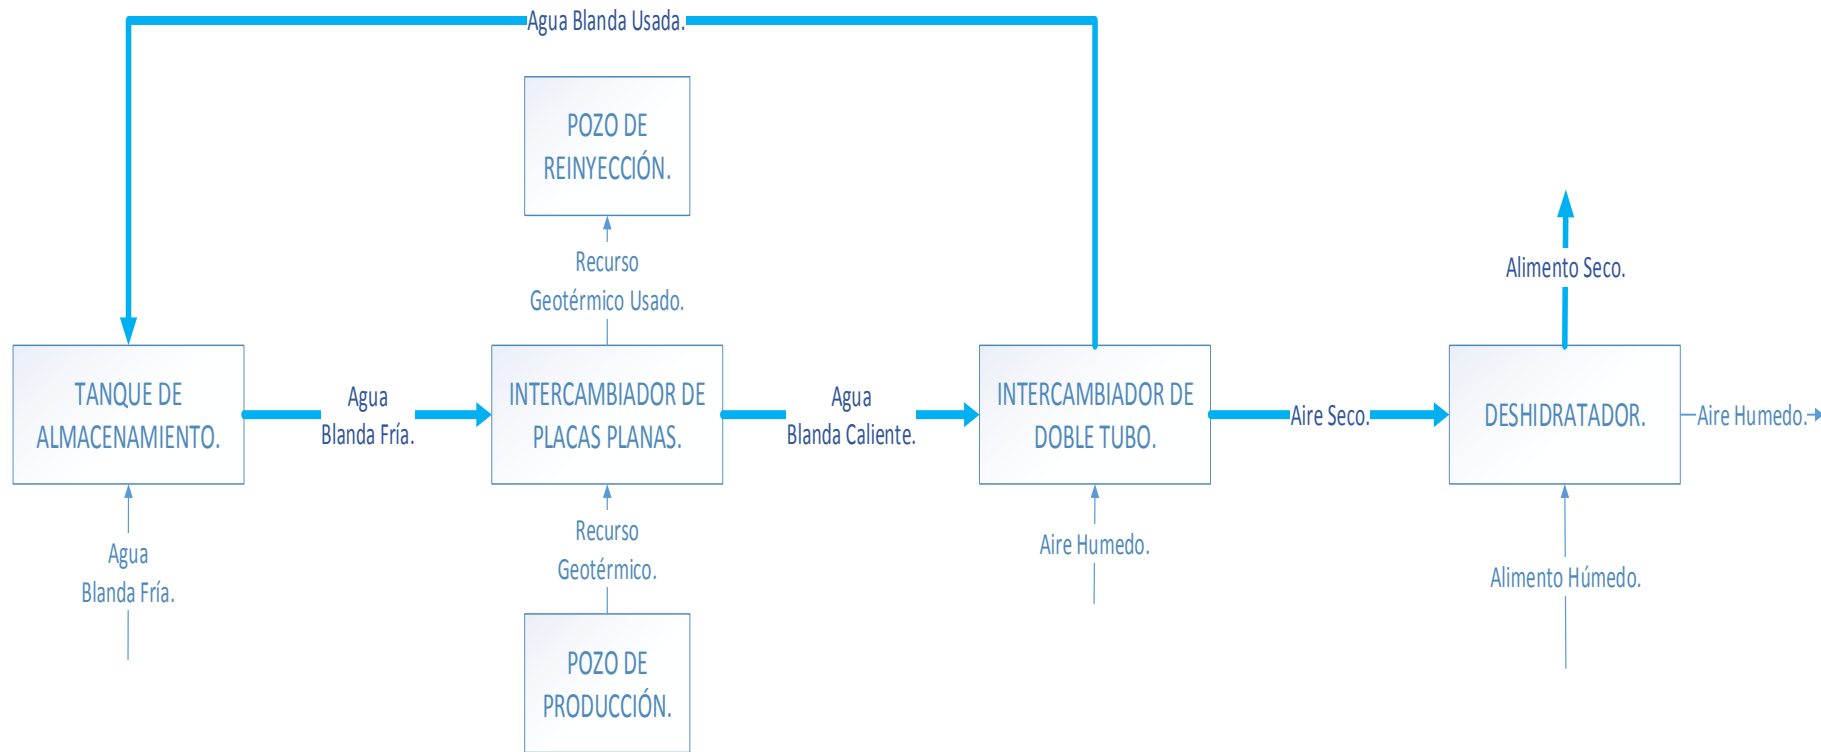 Agua Blanda Usada.
POZO DE
REINYECCIÓN.
Recurso
Geotérmico Usado.
Alimento Seco.
TANQUE DE
ALMACENAMIENTO.
Agua
Blanda Fría.
INTERCAMBIADOR DE
PLACAS PLANAS.
Agua
Blanda Caliente.
INTERCAMBIADOR DE
DOBLE TUBO.
Aire Seco.
DESHIDRATADOR.
Aire Humedo.
Agua
Blanda Fría.
Recurso
Geotérmico.
Aire Humedo.
Alimento Húmedo.
POZO DE
PRODUCCIÓN.